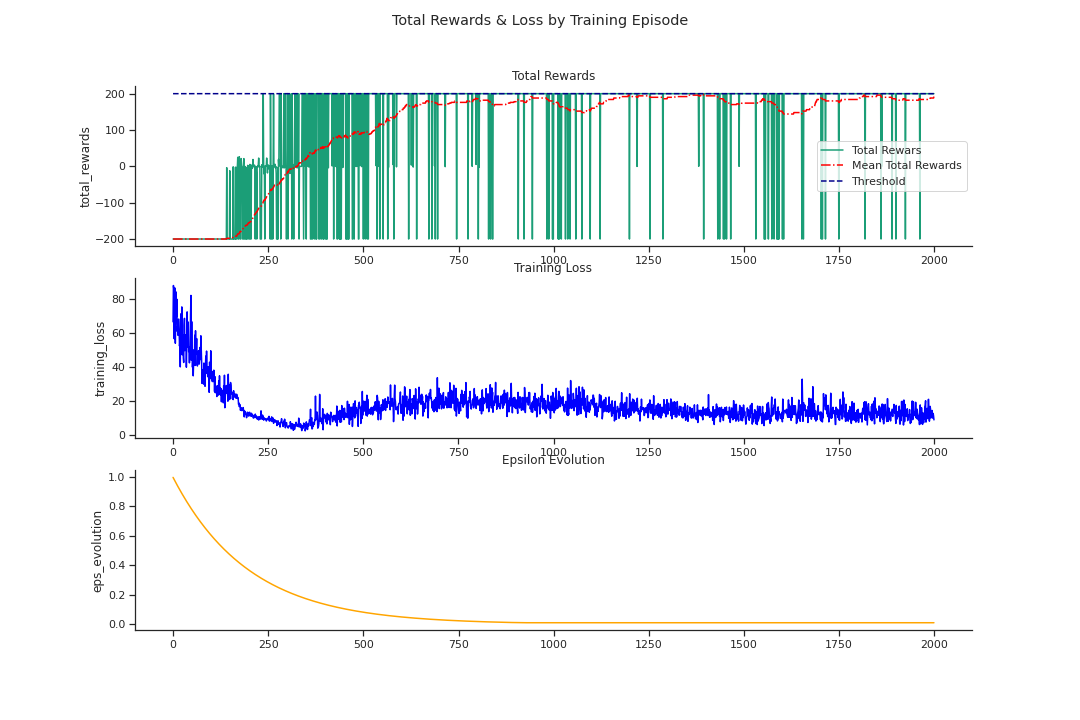 Total Rewards & Loss by Training Episode
Total Rewards
total_rewards
200
100
0
−100
−200
Total Rewars
Mean Total Rewards
Threshold
0 250 500 750 1000 1250 1500 1750 2000
Training Loss
training_loss
80
60
40
20
0
0 250 500 750 1000 1250 1500 1750 2000
Epsilon Evolution
eps_evolution
1.0
0.8
0.6
0.4
0.2
0.0
0 250 500 750 1000 1250 1500 1750 2000